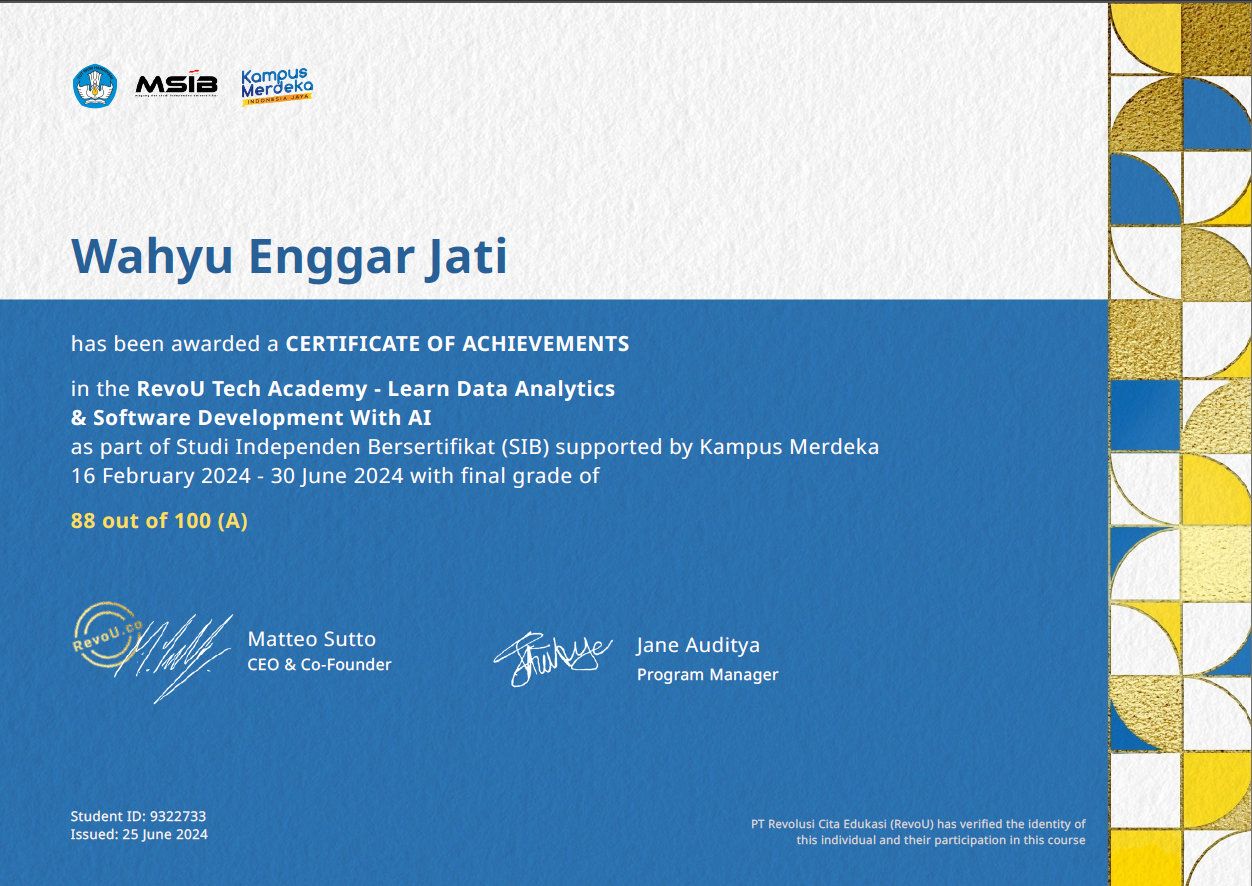 MSIB
Kampus
Merdeka
INDONESIA JAYA
Wahyu Enggar Jati
has been awarded a CERTIFICATE OF ACHIEVEMENTS
in the RevoU Tech Academy - Learn Data Analytics
& Software Development With AI
as part of Studi Independen Bersertifikat (SIB) supported by Kampus Merdeka
16 February 2024 - 30 June 2024 with final grade of
88 out of 100 (A)
RevoU.co
Matteo Sutto
CEO & Co-Founder
Jane Auditya
Program Manager
Student ID: 9322733
Issued: 25 June 2024
PT Revolusi Cita Edukasi (RevoU) has verified the identity of
this individual and their participation in this course